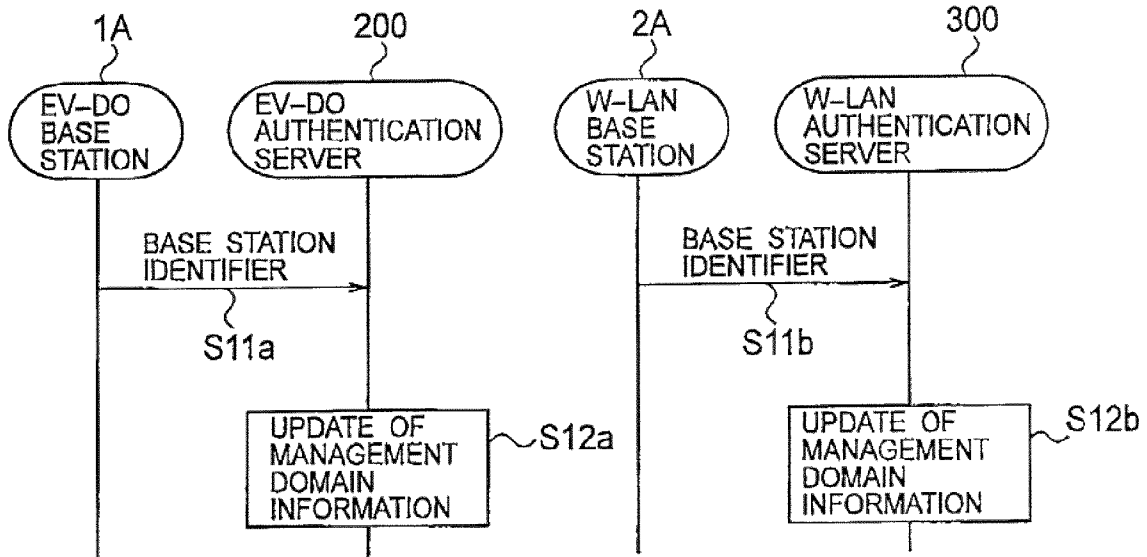 1A
200
2A
300
EV-DO
BASE
STATION
EV-DO
AUTHENTICATION
SERVER
W-LAN
BASE
STATION
W-LAN
AUTHENTICATION
SERVER
BASE STATION
IDENTIFIER
BASE STATION
IDENTIFIER
S11a
S11b
UPDATE OF
MANAGEMENT
DOMAIN
INFORMATION
S12a
UPDATE OF
MANAGEMENT
DOMAIN
INFORMATION
S12b